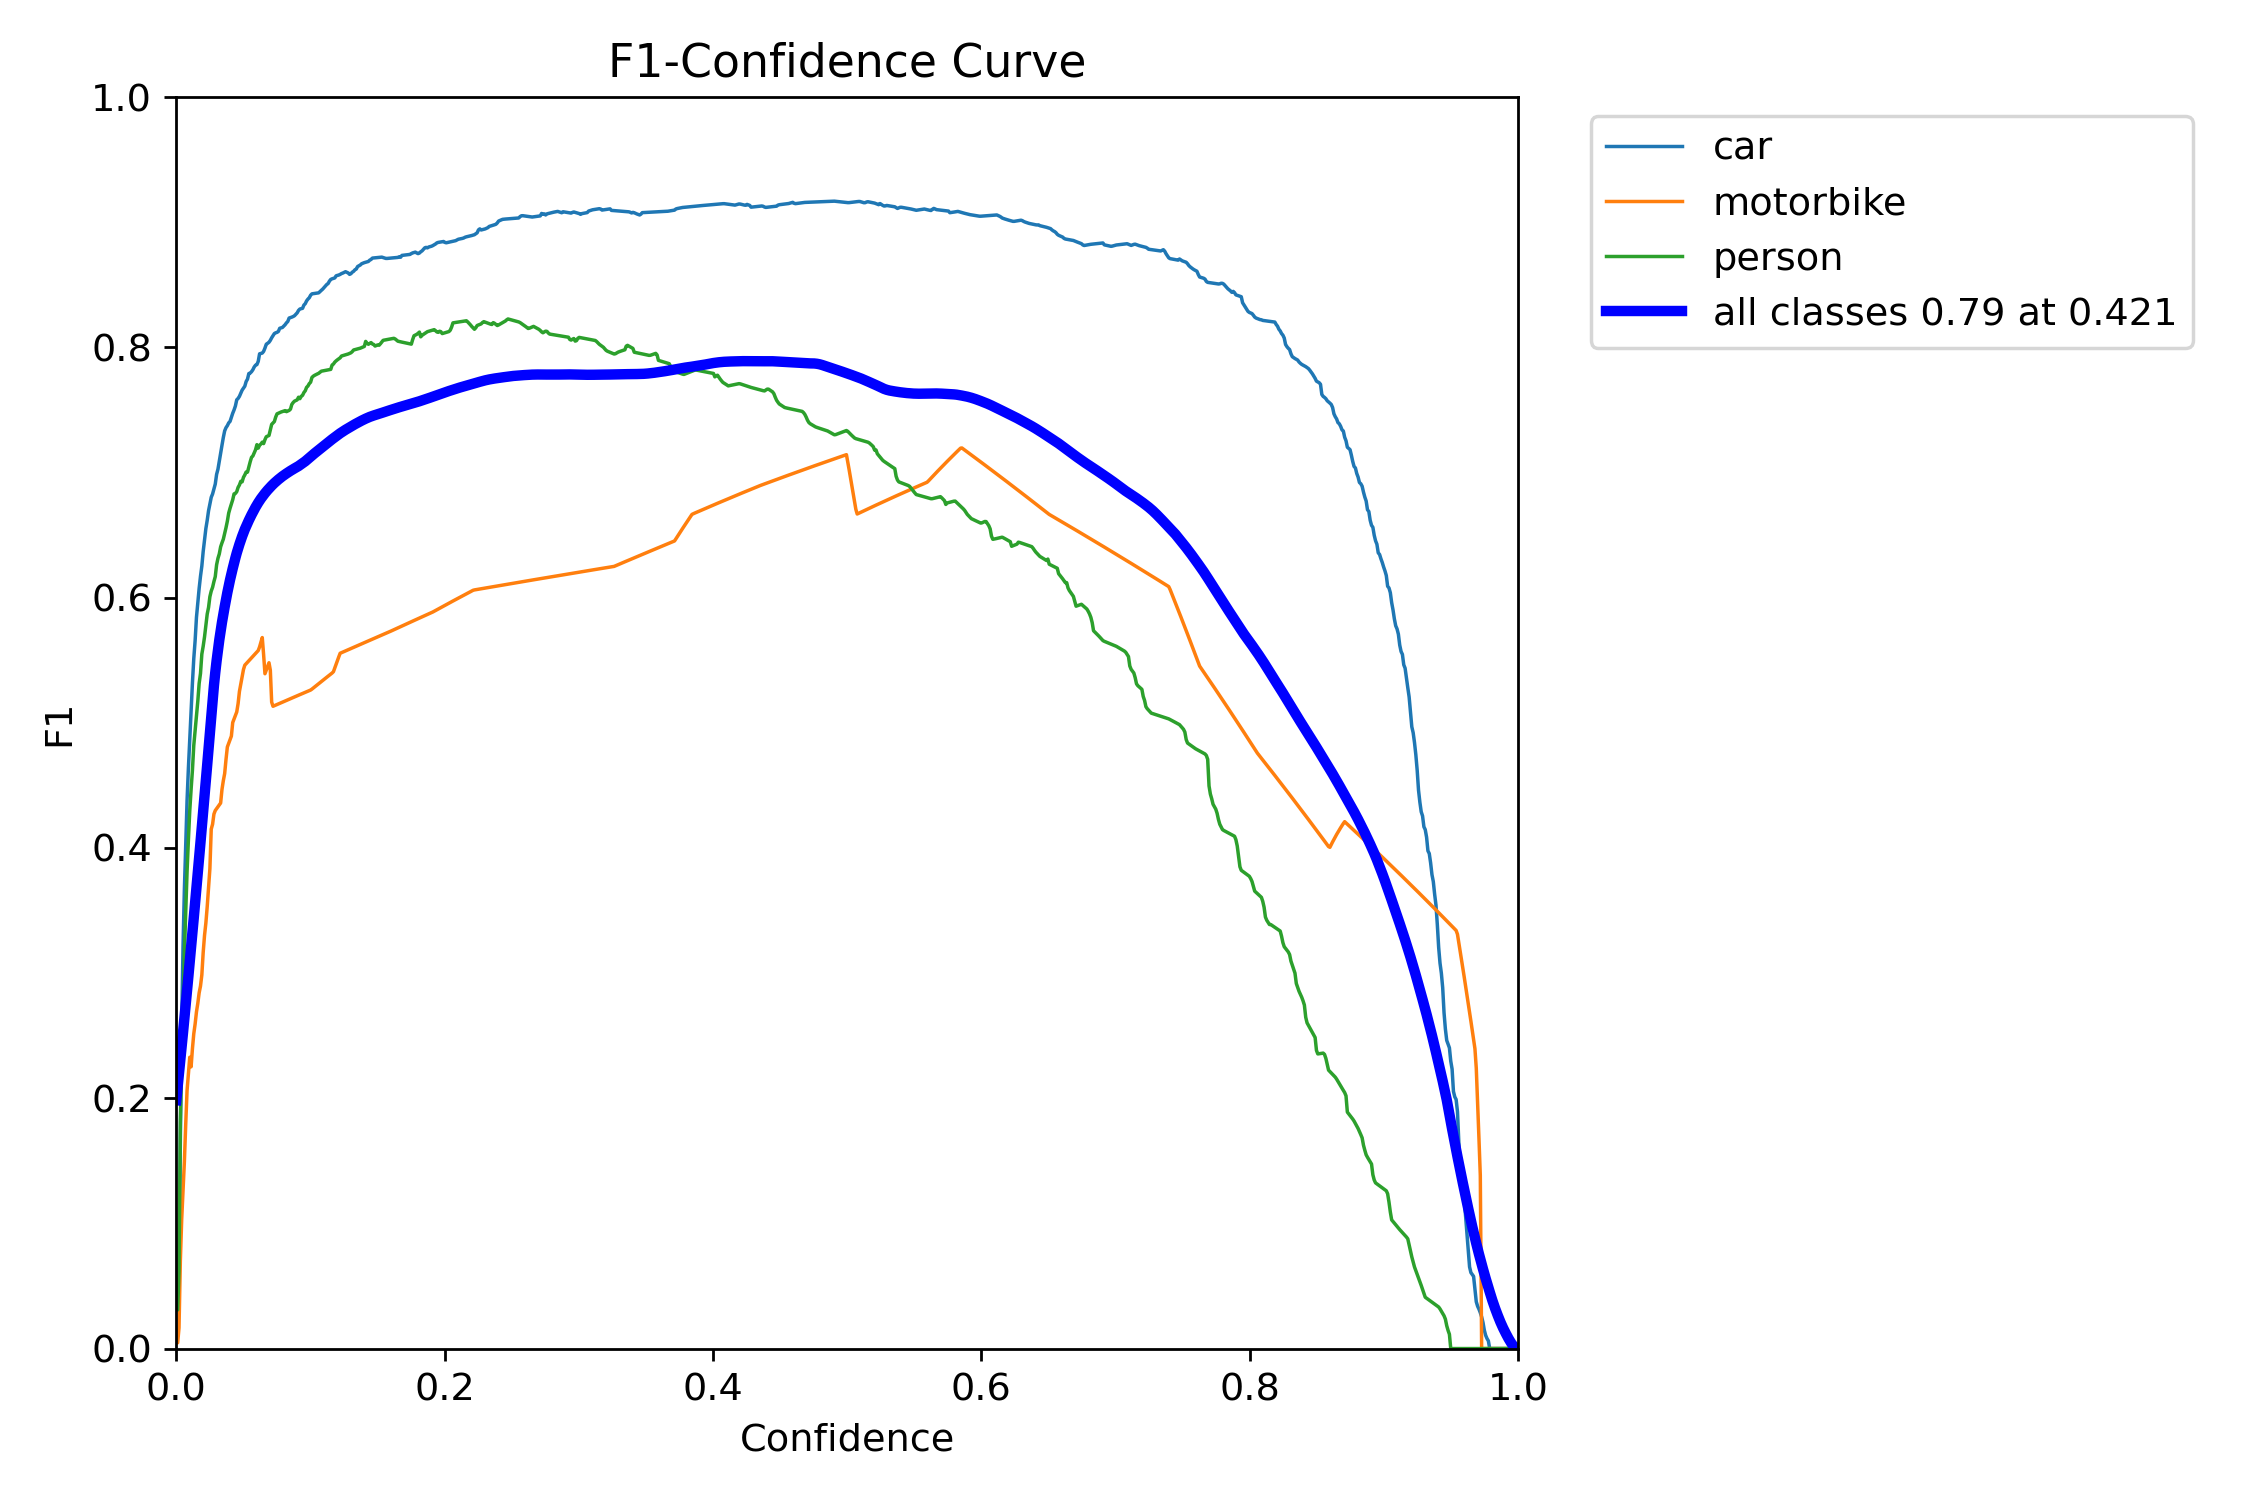 F1-Confidence Curve
1.0
0.8
0.6
0.4
0.2
0.0
F1
0.0 0.2 0.4 0.6 0.8 1.0
Confidence
car
motorbike
person
all classes 0.79 at 0.421